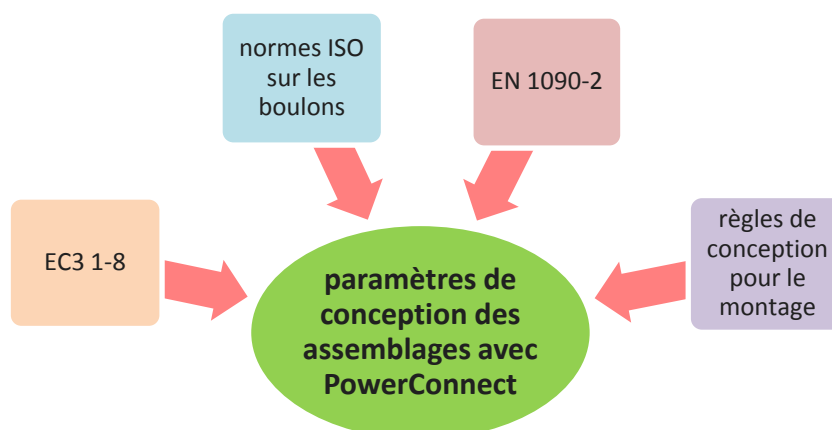 normes ISO
sur les
boulons
EN 1090-2
EC3 1-8
règles de
conception
pour le
montage
paramètres de
conception des
assemblages avec
PowerConnect